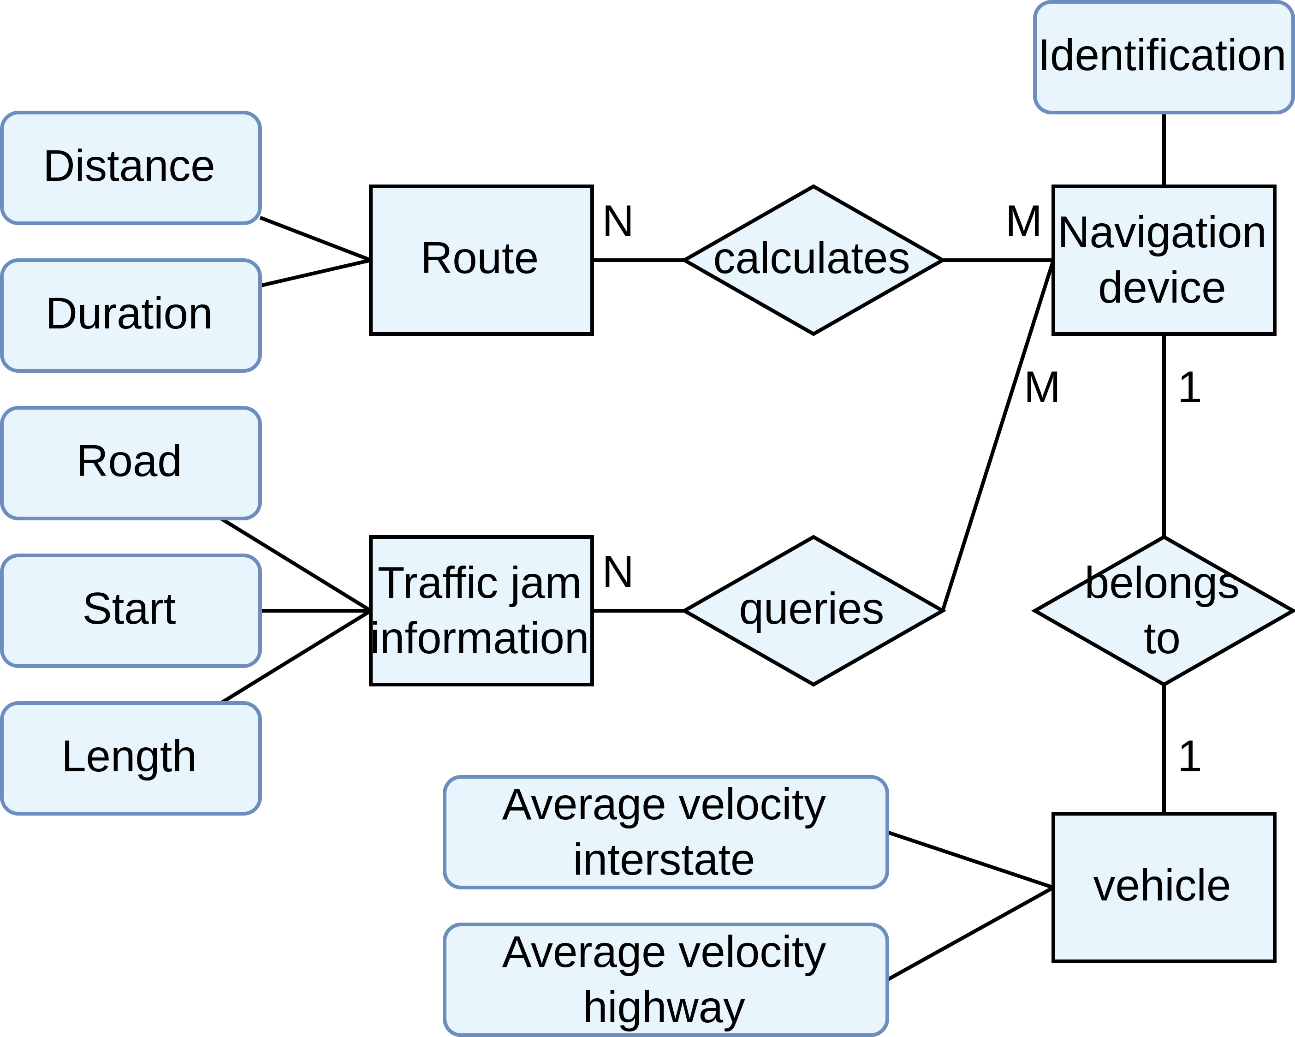 Identification
Distance
Route
N
calculates
M
Navigation
device
Duration
M
1
Road
Start
Traffic jam
information
N
queries
belongs
to
Length
1
Average velocity
interstate
vehicle
Average velocity
highway